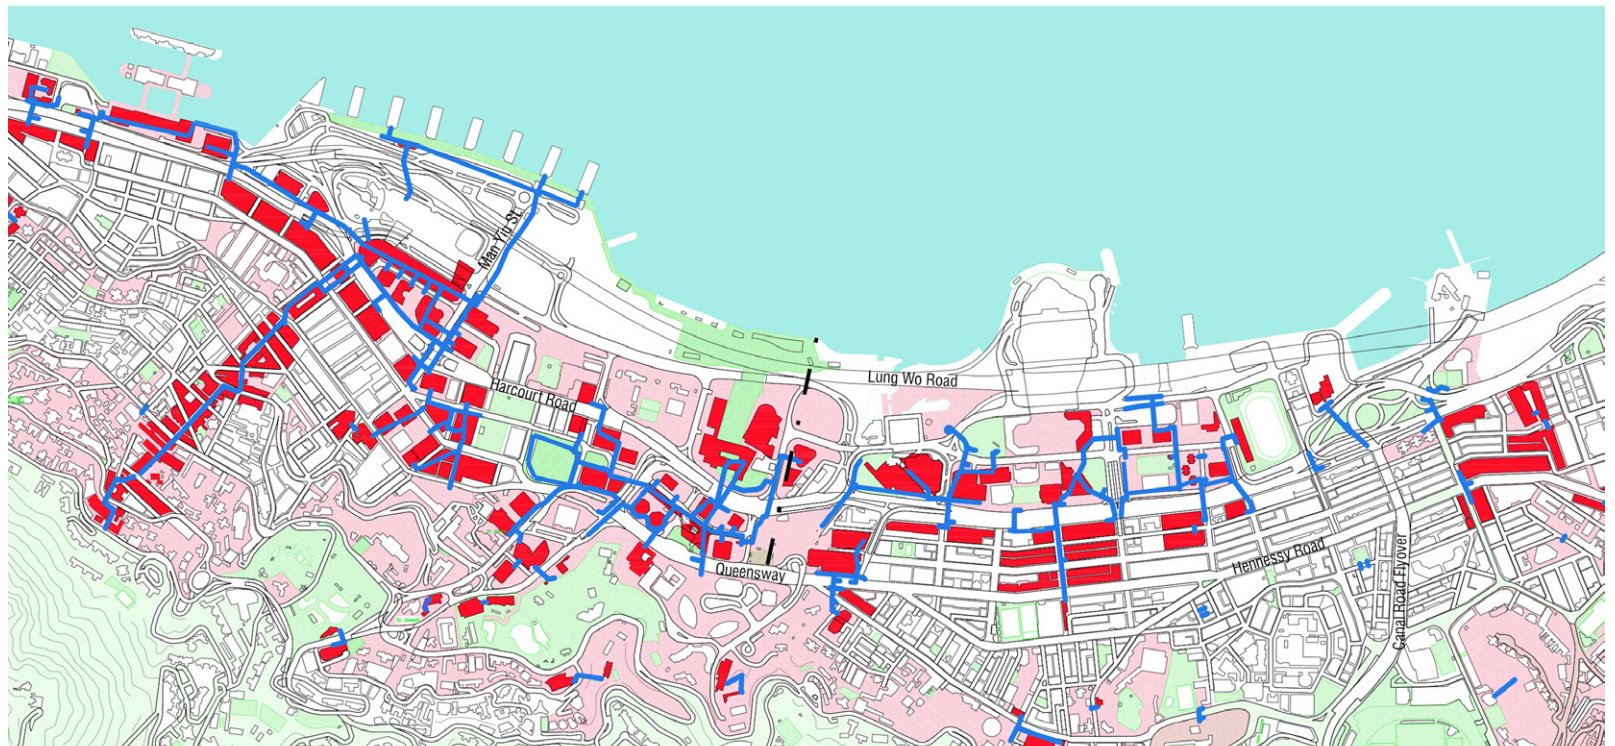 Man Yiu St.
Lung Wo Road
Harcourt Road
Queensway
Hennessy Road
Canal Road Flyover